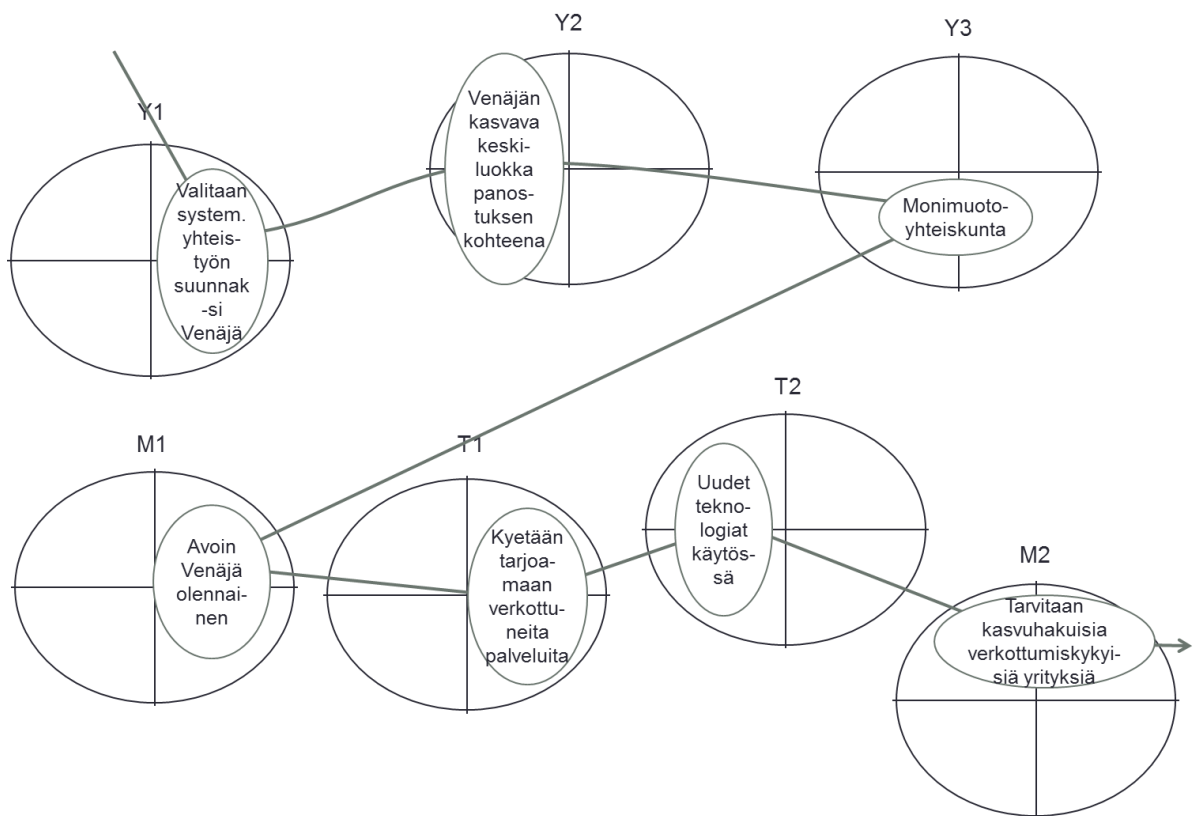 Y1
Valitaan
system.
yhteis-
työn
suunnak
-si
Venäjä
Y2
Venäjän
kasvava
keski-
luokka
panos-
tuksen
kohteena
Y3
Monimuoto-
yhteiskunta
M1
Avoin
Venäjä
olennai-
nen
T1
Kyetään
tarjoa-
maan
verkottu-
neita
palveluita
T2
Uudet
tekno-
logiat
käytös-
sä
M2
Tarvitaan
kasvuhakuisia
verkottumiskykyi-
siä yrityksiä